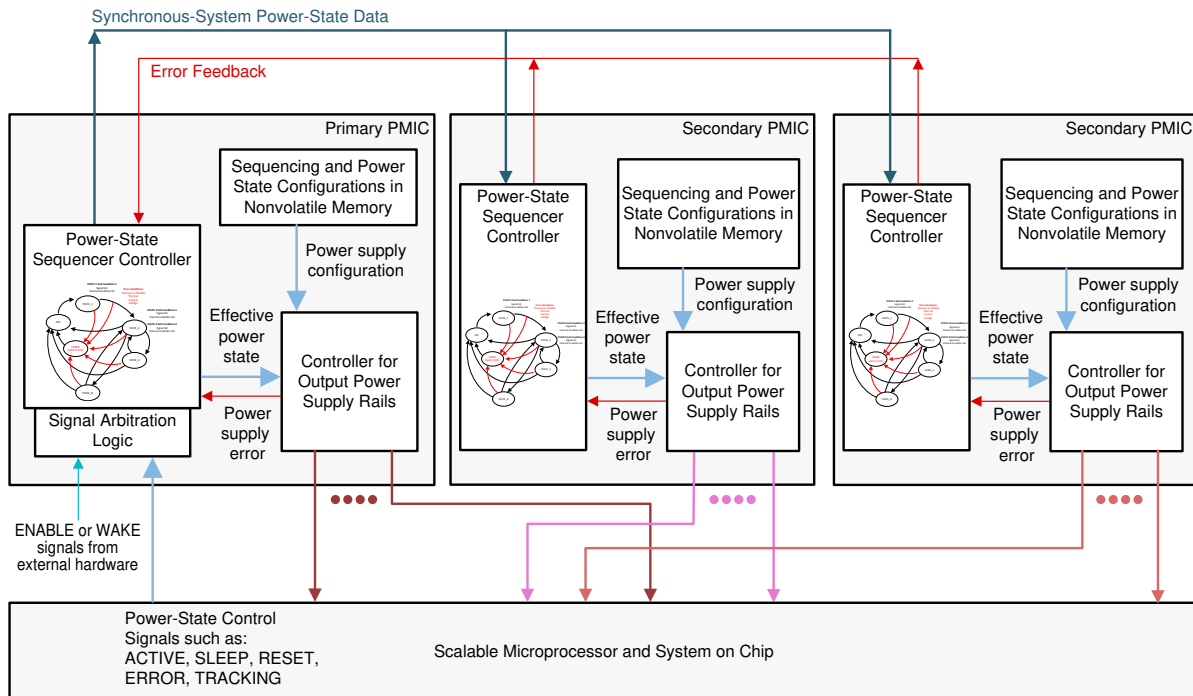 Synchronous-System Power-State Data
Error Feedback
Primary PMIC
Sequencing and Power
State Configurations in
Nonvolatile Memory
Power-State
Sequencer Controller
Power supply
configuration
Effective
power
state
Controller for
Output Power
Supply Rails
Power
supply
error
Signal Arbitration
Logic
ENABLE or WAKE
signals from
external hardware
Secondary PMIC
Power-State
Sequencer
Controller
Sequencing and Power
State Configurations in
Nonvolatile Memory
Power supply
configuration
Effective
power
state
Controller for
Output Power
Supply Rails
Power
supply
error
Secondary PMIC
Power-State
Sequencer
Controller
Sequencing and Power
State Configurations in
Nonvolatile Memory
Power supply
configuration
Effective
power
state
Controller for
Output Power
Supply Rails
Power
supply
error
Power-State Control
Signals such as:
ACTIVE, SLEEP, RESET,
ERROR, TRACKING
Scalable Microprocessor and System on Chip